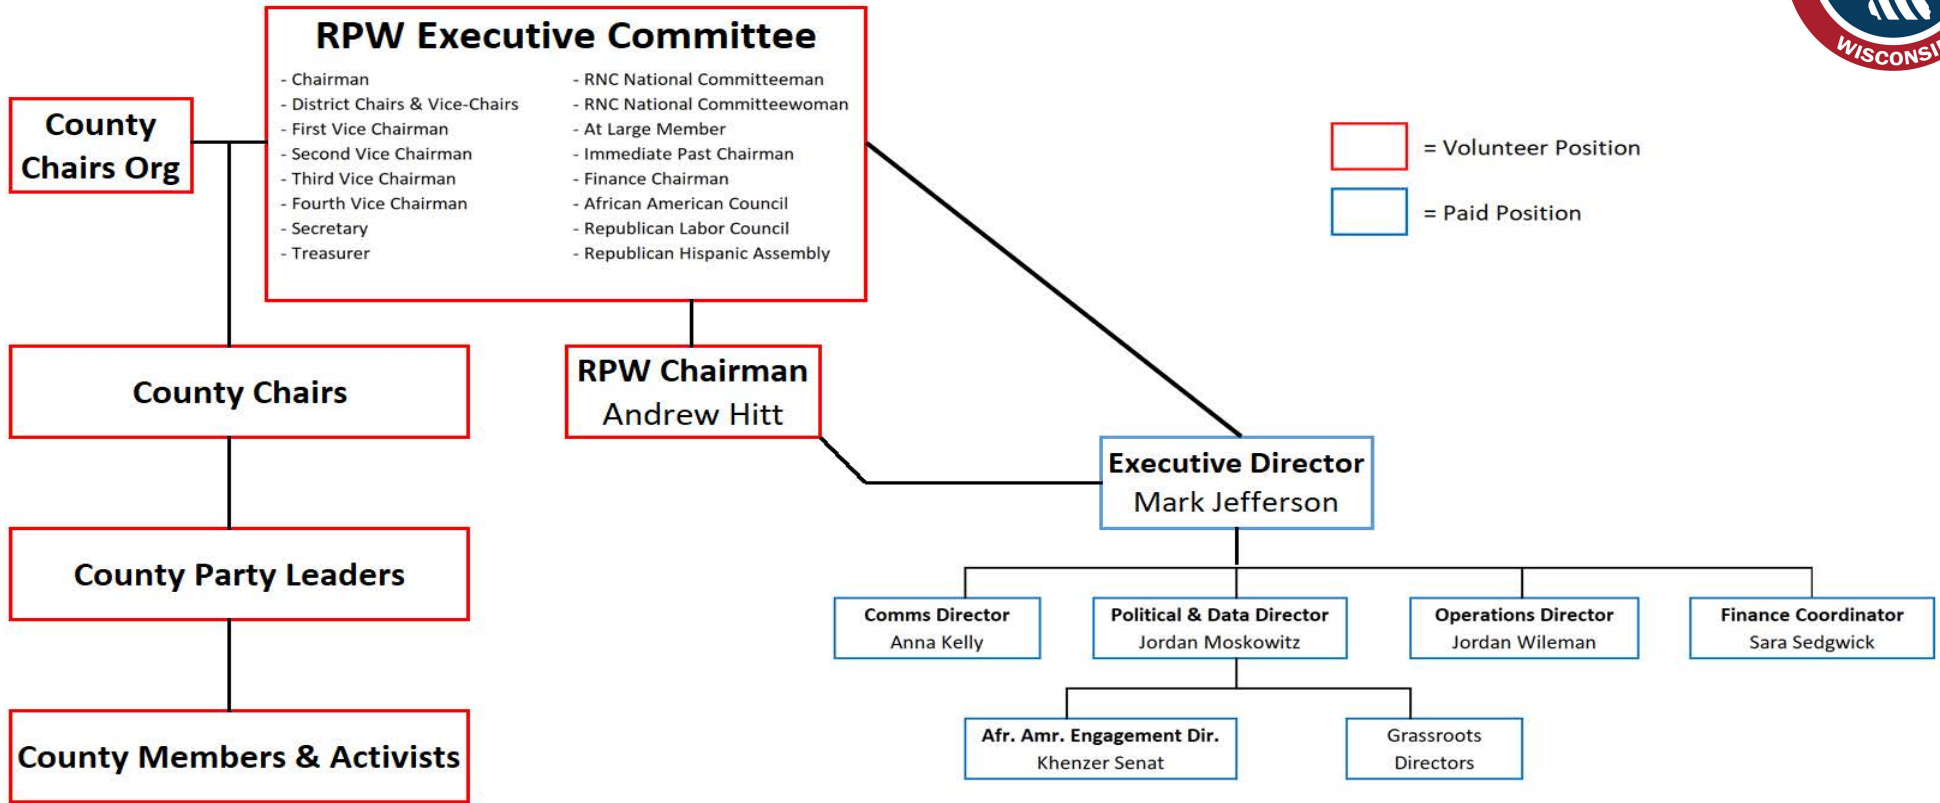 RPW Executive Committee
- Chairman
- District Chairs & Vice-Chairs
- First Vice Chairman
- Second Vice Chairman
- Third Vice Chairman
- Fourth Vice Chairman
- Secretary
- Treasurer
- RNC National Committeeman
- RNC National Committeewoman
- At Large Member
- Immediate Past Chairman
- Finance Chairman
- African American Council
- Republican Labor Council
- Republican Hispanic Assembly
WISCONSIN
County
Chairs Org
= Volunteer Position
= Paid Position
County Chairs
RPW Chairman
Andrew Hitt
Executive Director
Mark Jefferson
County Party Leaders
Comms Director
Anna Kelly
Political & Data Director
Jordan Moskowitz
Operations Director
Jordan Wileman
Finance Coordinator
Sara Sedgwick
Afr. Amr. Engagement Dir.
Khenzer Senat
Grassroots
Directors
County Members & Activists